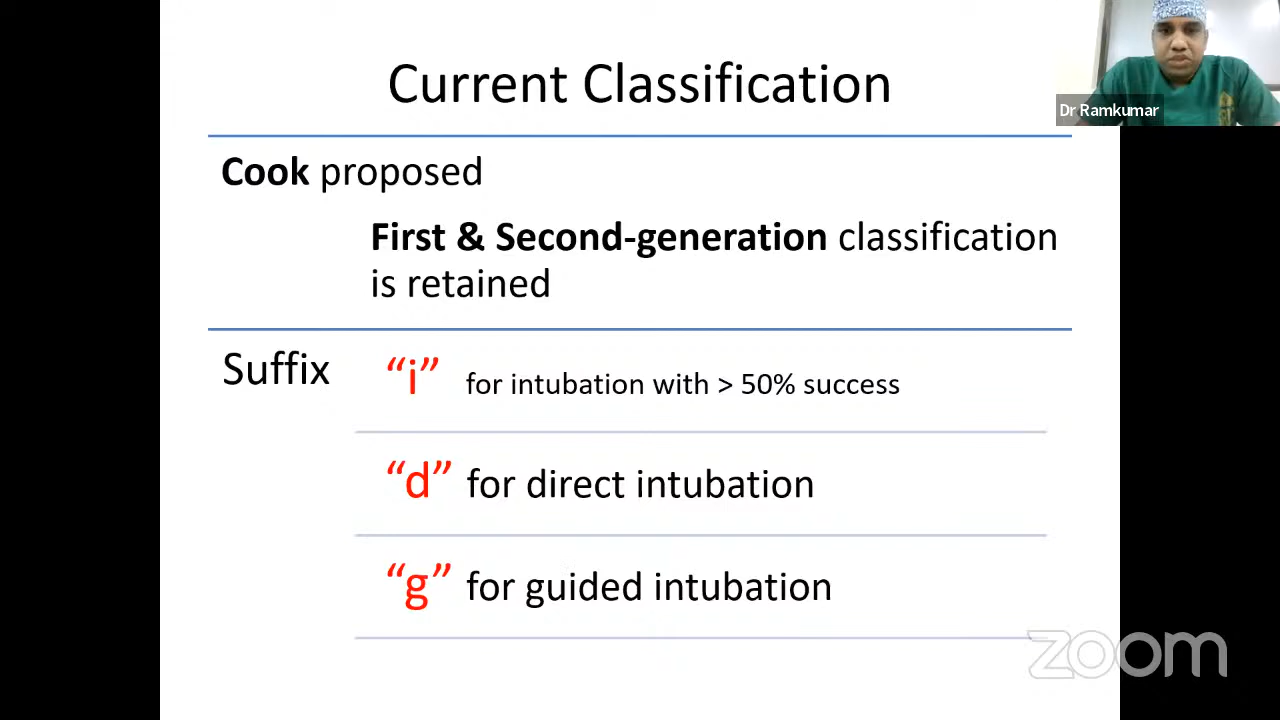 Current Classification
Dr Ramkumar
Cook proposed
First & Second-generation classification
is retained
Suffix
“i” for intubation with > 50% success
“d” for direct intubation
“g” for guided intubation
zoom